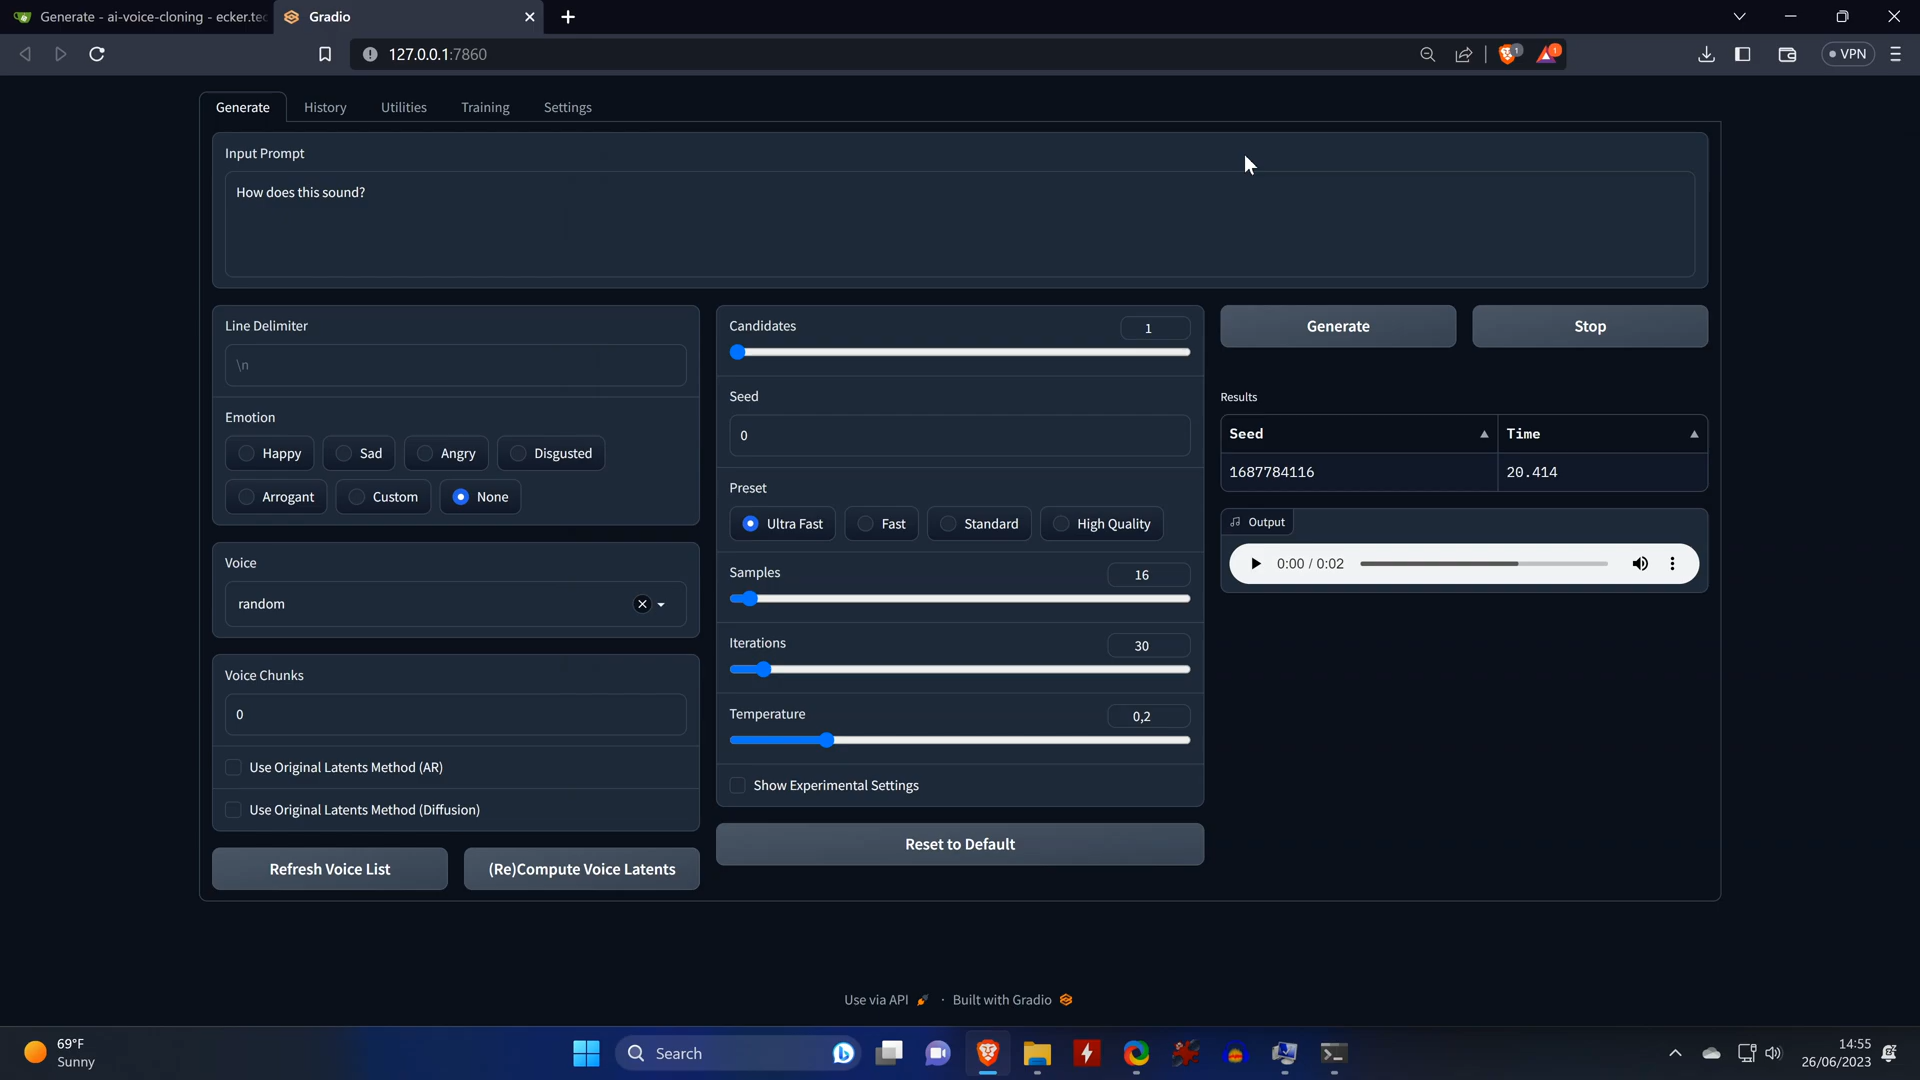 Generate - ai-voice-cloning - ecker.tec
Gradio
127.0.0.1:7860
1
1
VPN
Generate
History
Utilities
Training
Settings
Input Prompt
How does this sound?
Line Delimiter
\n
Emotion
Happy
Sad
Angry
Disgusted
Arrogant
Custom
None
Voice
random
Voice Chunks
0
Use Original Latents Method (AR)
Use Original Latents Method (Diffusion)
Refresh Voice List
(Re)Compute Voice Latents
Candidates
1
Seed
0
Preset
Ultra Fast
Fast
Standard
High Quality
Samples
16
Iterations
30
Temperature
0,2
Show Experimental Settings
Reset to Default
Generate
Stop
Results
Seed
Time
1687784116
20.414
Output
0:00 / 0:02
Use via API
·
Built with Gradio
69°F
Sunny
Search
14:55
26/06/2023